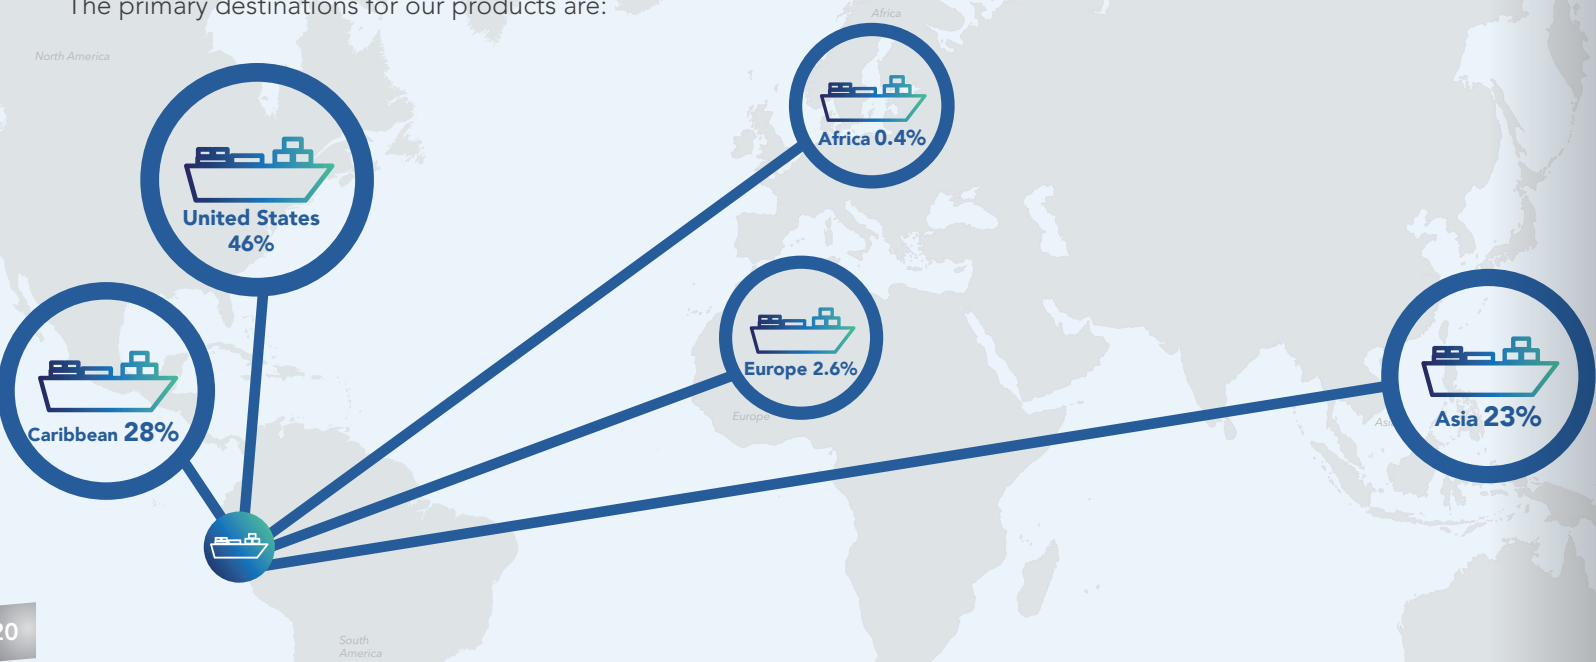 The primary destinations for our products are:
Africa
North America
Africa 0.4%
United States
46%
Europe 2.6%
Caribbean 28%
Europe
Asia 23%
South
America
20